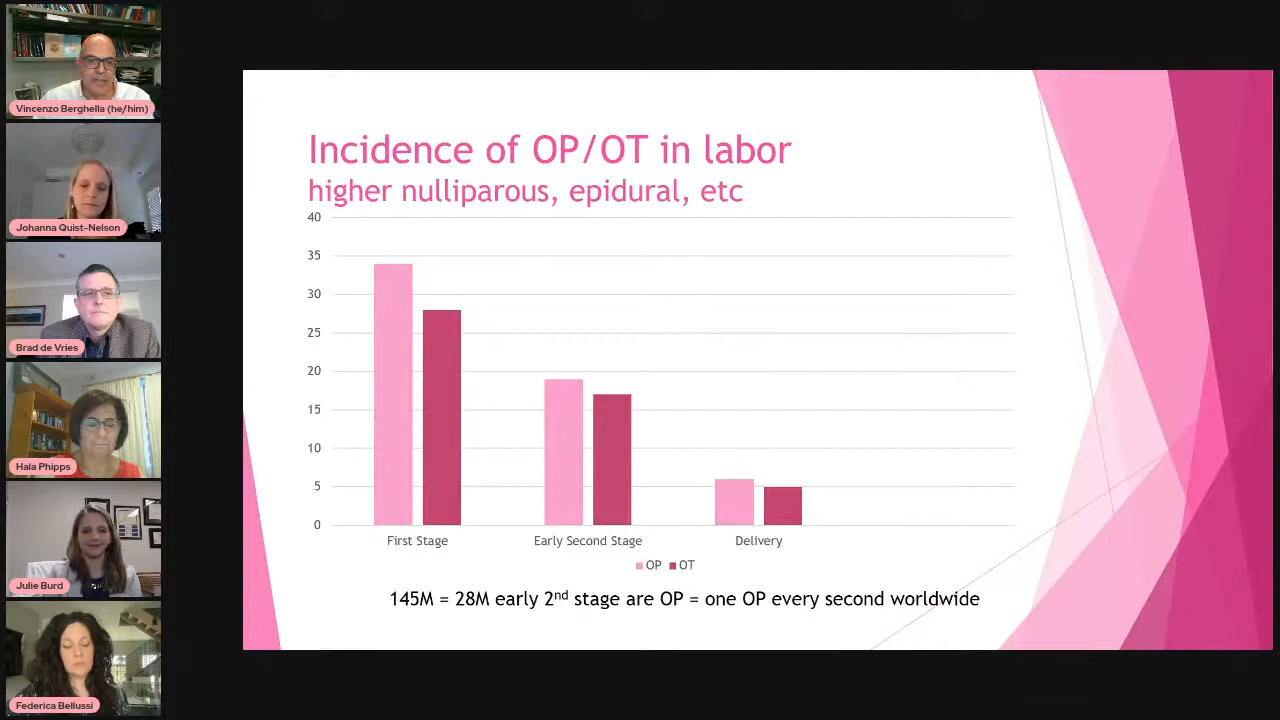 Vincenzo Berghella (he/him)
Johanna Quist-Nelson
Brad de Vries
Hala Phipps
Julie Burd
Federica Bellussi
Incidence of OP/OT in labor
higher nulliparous, epidural, etc
40
35
30
25
20
15
10
5
0
First Stage
Early Second Stage
Delivery
OP
OT
145M = 28M early 2nd stage are OP = one OP every second worldwide